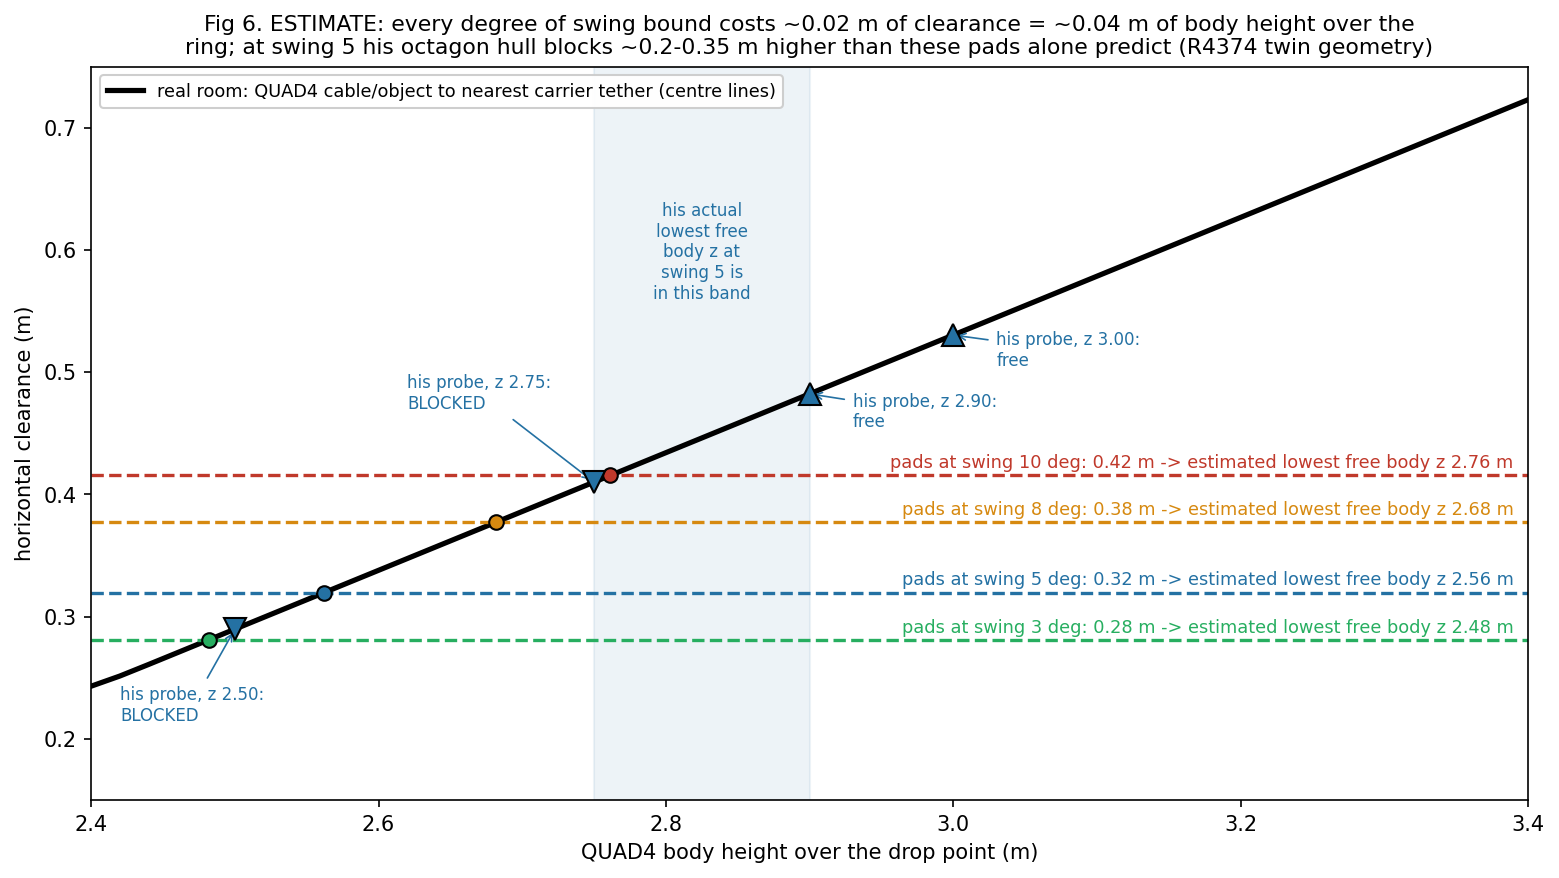 Fig 6. ESTIMATE: every degree of swing bound costs ~0.02 m of clearance = ~0.04 m of body height over the
ring; at swing 5 his octagon hull blocks ~0.2-0.35 m higher than these pads alone predict (R4374 twin geometry)
real room: QUAD4 cable/object to nearest carrier tether (centre lines)
his actual
lowest free
body z at
swing 5 is
in this band
his probe, z 3.00:
free
his probe, z 2.75:
BLOCKED
his probe, z 2.90:
free
pads at swing 10 deg: 0.42 m -> estimated lowest free body z 2.76 m
pads at swing 8 deg: 0.38 m -> estimated lowest free body z 2.68 m
pads at swing 5 deg: 0.32 m -> estimated lowest free body z 2.56 m
pads at swing 3 deg: 0.28 m -> estimated lowest free body z 2.48 m
his probe, z 2.50:
BLOCKED
0.7
0.6
0.5
0.4
0.3
0.2
horizontal clearance (m)
2.4
2.6
2.8
3.0
3.2
3.4
QUAD4 body height over the drop point (m)